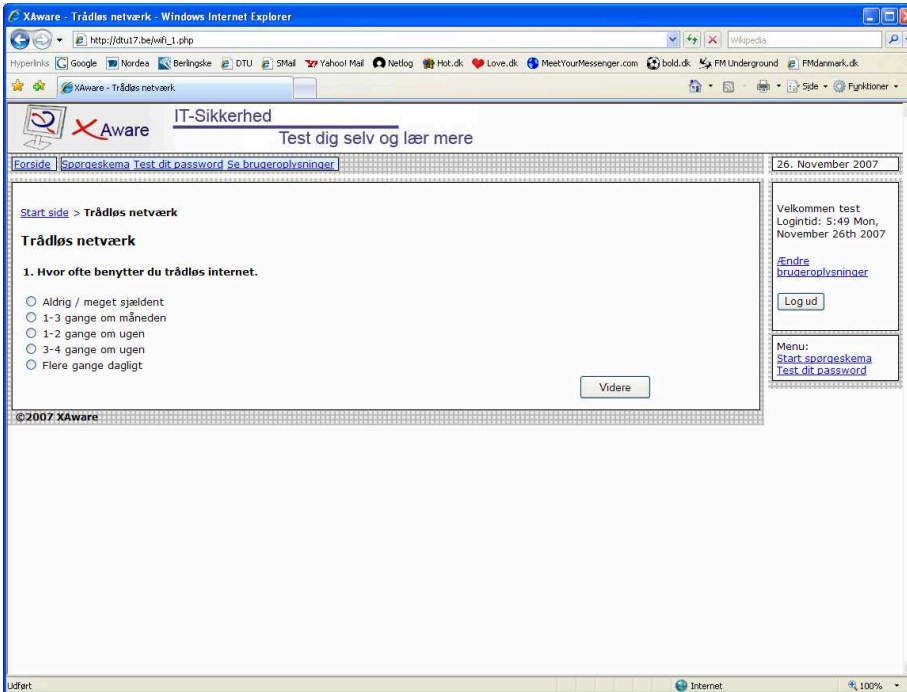 XAware - Trådløs netværk - Windows Internet Explorer
http://dtu17.be/wifi_1.php
Wikipedia
Hyperlinks Google Nordea Berlingske DTU SMail Yahoo! Mail Netlog Hot.dk Love.dk MeetYourMessenger.com bold.dk FM Underground FMdanmark.dk
XAware - Trådløs netværk
Side Funktioner
XAware
IT-Sikkerhed
Test dig selv og lær mere
Forside Spørgeskema Test dit password Se brugeroplysninger
26. November 2007
Start side > Trådløs netværk
Trådløs netværk
1. Hvor ofte benytter du trådløs internet.
Aldrig / meget sjældent
1-3 gange om måneden
1-2 gange om ugen
3-4 gange om ugen
Flere gange dagligt
Videre
Velkommen test
Logintid: 5:49 Mon,
November 26th 2007
Ændre
brugeroplysninger
Log ud
Menu:
Start spørgeskema
Test dit password
©2007 XAware
Udført
Internet
100%